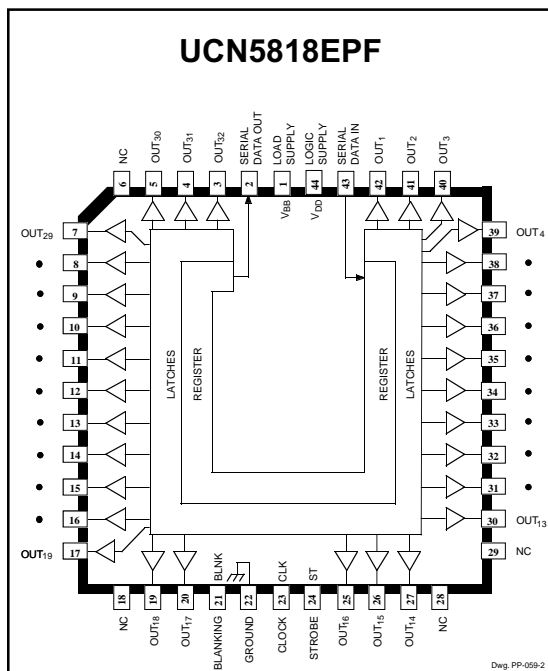 UCN5818EPF
NC
OUT30
OUT31
OUT32
SERIAL
DATA OUT
LOAD
SUPPLY
LOGIC
SUPPLY
SERIAL
DATA IN
OUT1
OUT2
OUT3
6
5
4
3
2
1
44
43
42
41
40
VBB
VDD
OUT29
7
39
OUT4
8
38
9
37
10
36
11
35
12
34
13
33
14
32
15
31
16
30
OUT13
OUT19
17
29
NC
LATCHES
REGISTER
REGISTER
LATCHES
BLNK
CLK
ST
18
19
20
21
22
23
24
25
26
27
28
NC
OUT18
OUT17
BLANKING
GROUND
CLOCK
STROBE
OUT16
OUT15
OUT14
NC
Dwg. PP-059-2